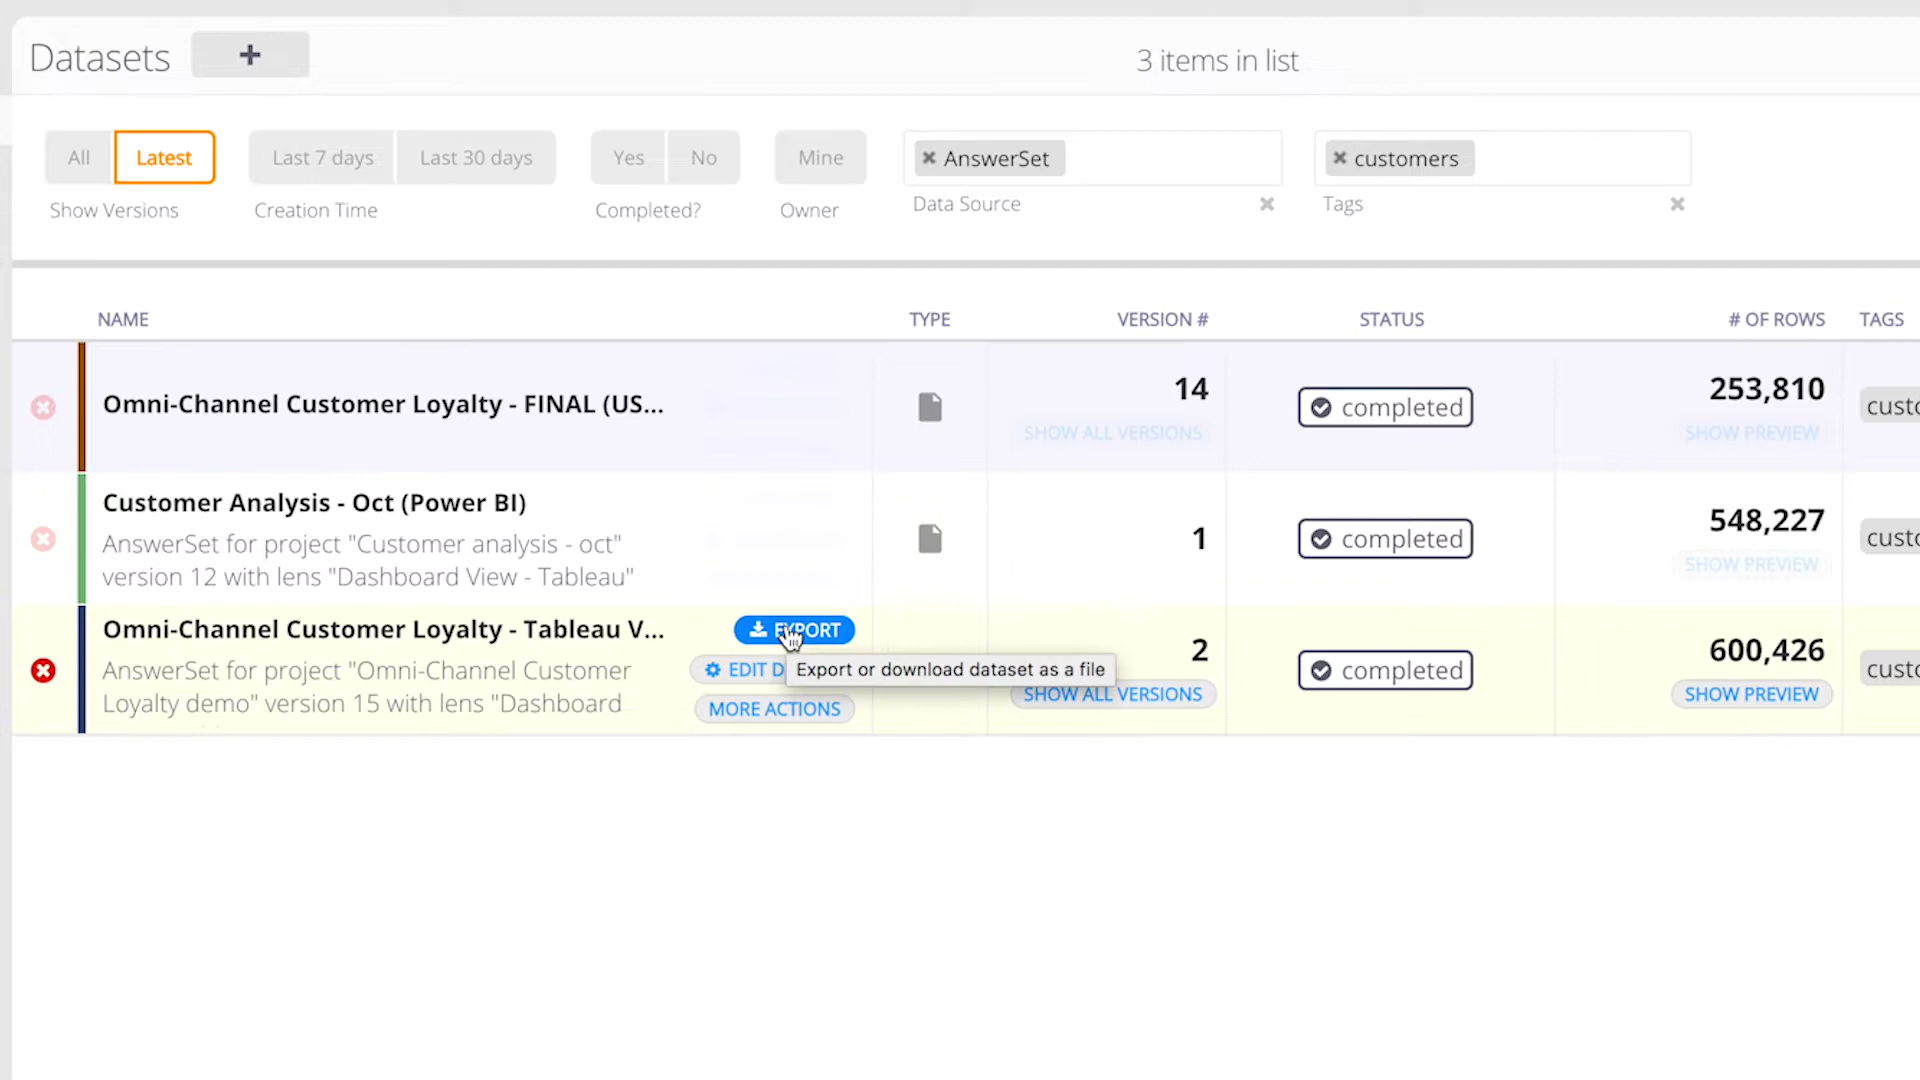 Datasets
3 items in list
All Latest Last 7 days Last 30 days Yes No Mine AnswerSet customers
Show Versions Creation Time Completed? Owner Data Source Tags
NAME TYPE VERSION # STATUS # OF ROWS TAGS
Omni-Channel Customer Loyalty - FINAL (US... 14 completed 253,810 custo
SHOW ALL VERSIONS SHOW PREVIEW
Customer Analysis - Oct (Power BI)
AnswerSet for project "Customer analysis - oct"
version 12 with lens "Dashboard View - Tableau"
1 completed 548,227 custo
SHOW PREVIEW
Omni-Channel Customer Loyalty - Tableau V... EXPORT
AnswerSet for project "Omni-Channel Customer
Loyalty demo" version 15 with lens "Dashboard
EDIT D
Export or download dataset as a file
MORE ACTIONS
2 completed 600,426 custo
SHOW ALL VERSIONS SHOW PREVIEW